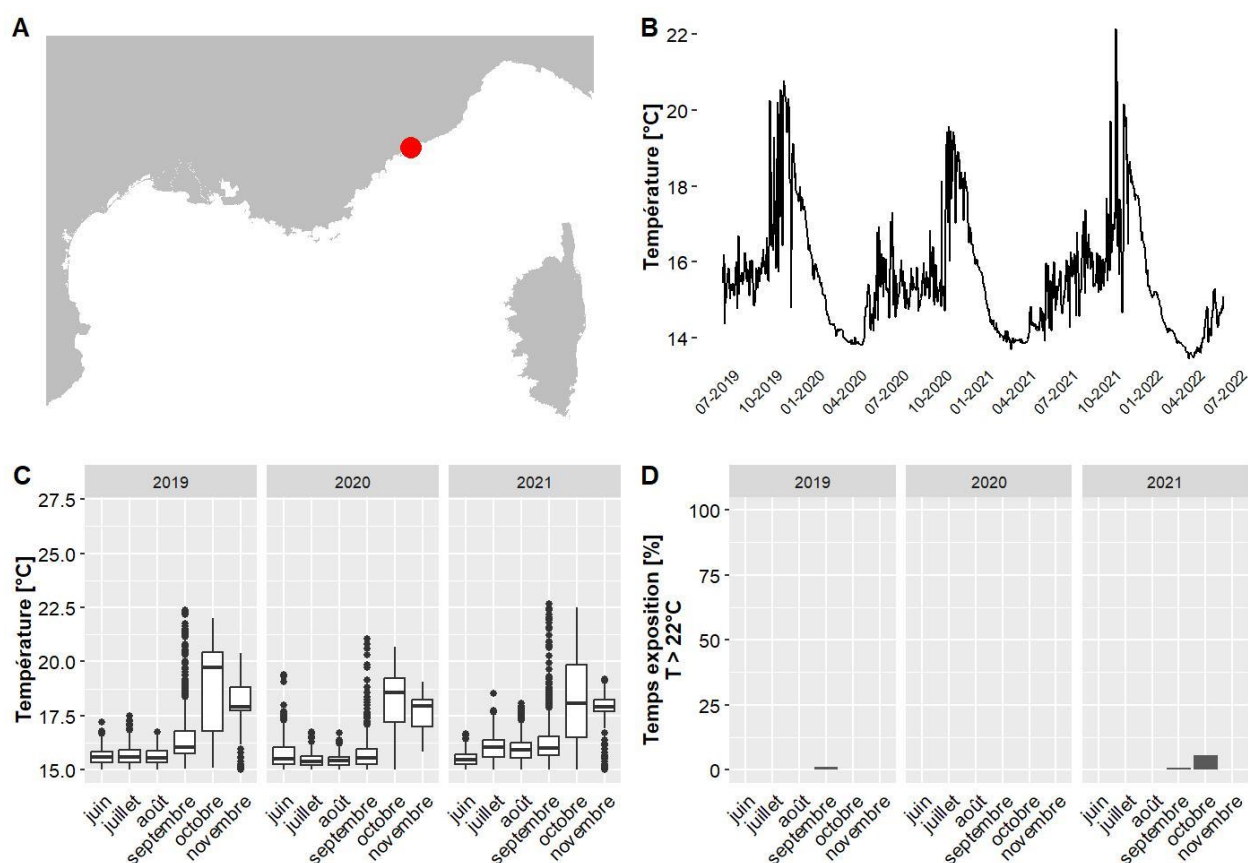 A
B
Température [°C]
22
20
18
16
14
07-2019
10-2019
01-2020
04-2020
07-2020
10-2020
01-2021
04-2021
07-2021
10-2021
01-2022
04-2022
07-2022
C
2019
2020
2021
Température [°C]
27.5
25.0
22.5
20.0
17.5
15.0
juin
juillet
août
septembre
octobre
novembre
juin
juillet
août
septembre
octobre
novembre
juin
juillet
août
septembre
octobre
novembre
D
2019
2020
2021
Temps exposition [%]
T > 22°C
100
75
50
25
0
juin
juillet
août
septembre
octobre
novembre
juin
juillet
août
septembre
octobre
novembre
juin
juillet
août
septembre
octobre
novembre